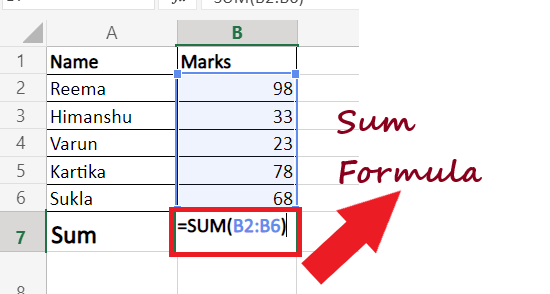 SUM(B2:B6)
A B
1 Name Marks
2 Reema 98
3 Himanshu 33
Sum
4 Varun 23
5 Kartika 78
Formula
6 Sukla 68
7 Sum =SUM(B2:B6)
8